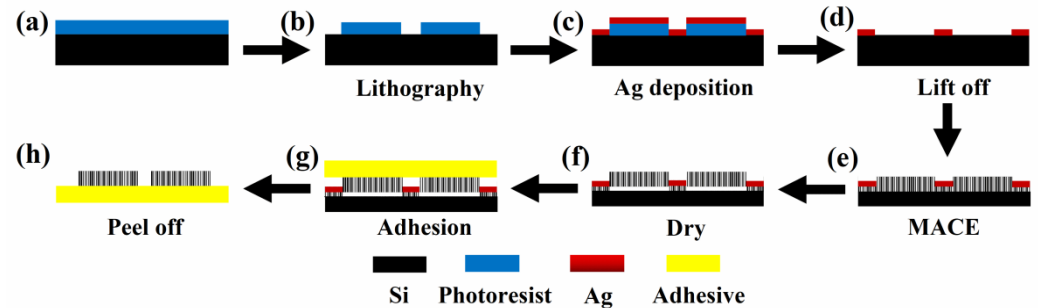 (a) (b) (c) (d)
Lithography Ag deposition Lift off
(h) (g) (f) (e)
Peel off Adhesion Dry MACE
Si Photoresist Ag Adhesive